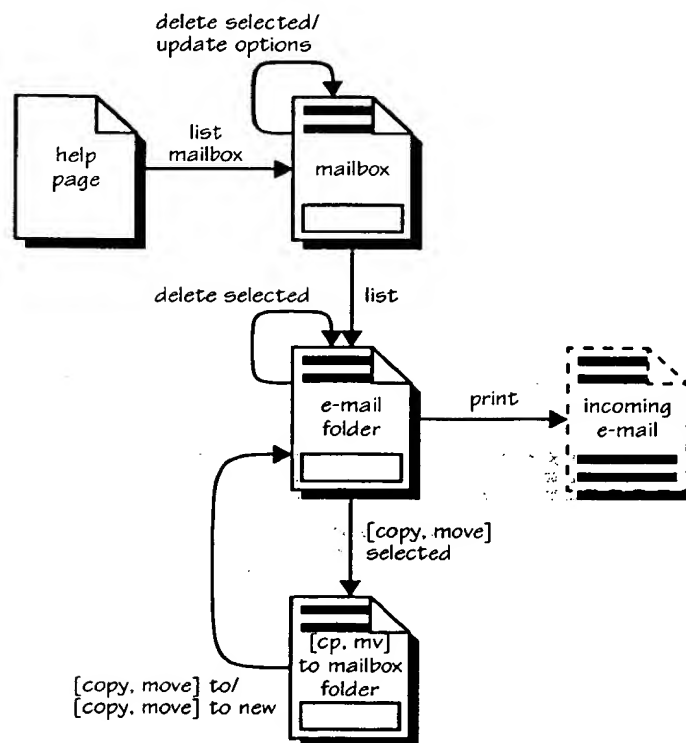 delete selected/
update options
help
page
list
mailbox
mailbox
delete selected
list
e-mail
folder
print
incoming
e-mail
[copy, move]
selected
[cp, mv]
to mailbox
folder
[copy, move] to/
[copy, move] to new